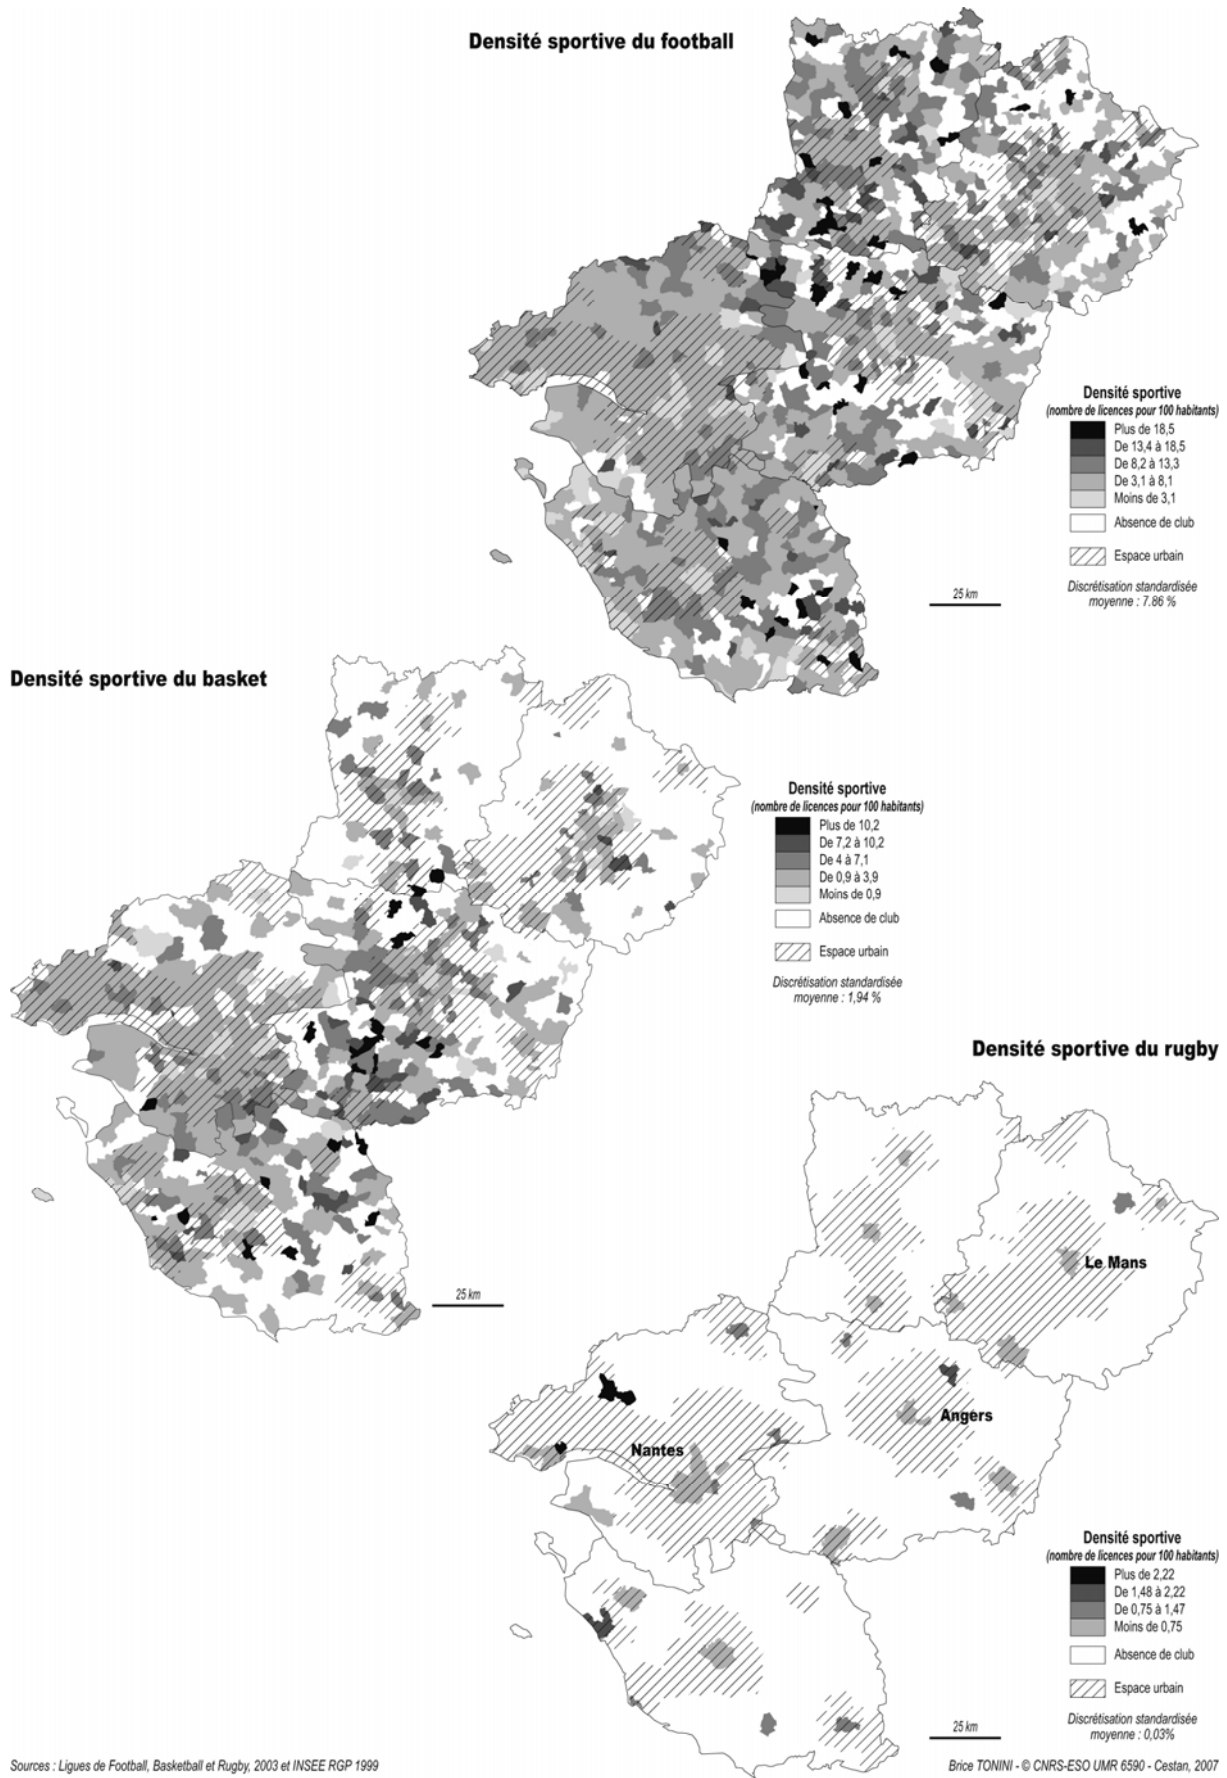 Densité sportive du football
Densité sportive
(nombre de licences pour 100 habitants)
Plus de 18,5
De 13,4 à 18,5
De 8,2 à 13,3
De 3,1 à 8,1
Moins de 3,1
Absence de club
Espace urbain
Discrétisation standardisée
moyenne : 7.86 %
25 km
Densité sportive du basket
Densité sportive
(nombre de licences pour 100 habitants)
Plus de 10,2
De 7,2 à 10,2
De 4 à 7,1
De 0,9 à 3,9
Moins de 0,9
Absence de club
Espace urbain
Discrétisation standardisée
moyenne : 1,94 %
25 km
Densité sportive du rugby
Le Mans
Angers
Nantes
Densité sportive
(nombre de licences pour 100 habitants)
Plus de 2,22
De 1,48 à 2,22
De 0,75 à 1,47
Moins de 0,75
Absence de club
Espace urbain
Discrétisation standardisée
moyenne : 0,03%
25 km
Sources : Ligues de Football, Basketball et Rugby, 2003 et INSEE RGP 1999
Brice TONINI - © CNRS-ESO UMR 6590 - Cestan, 2007